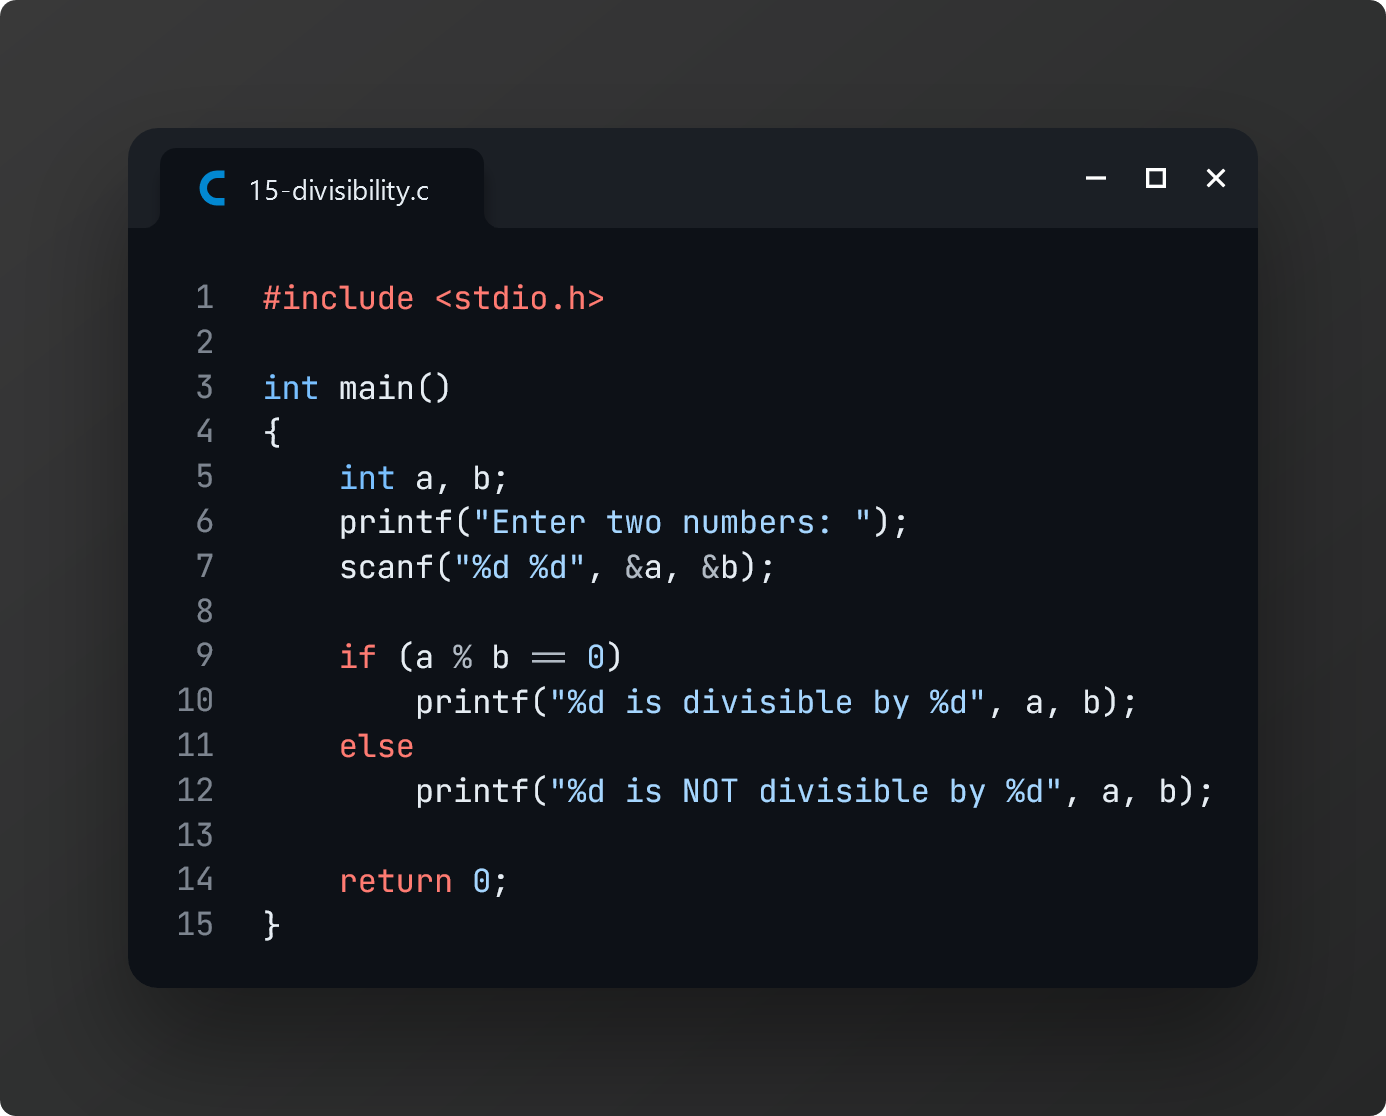 15-divisibility.c
1 #include <stdio.h>
2
3 int main()
4 {
5     int a, b;
6     printf("Enter two numbers: ");
7     scanf("%d %d", &a, &b);
8
9     if (a % b == 0)
10         printf("%d is divisible by %d", a, b);
11     else
12         printf("%d is NOT divisible by %d", a, b);
13
14     return 0;
15 }